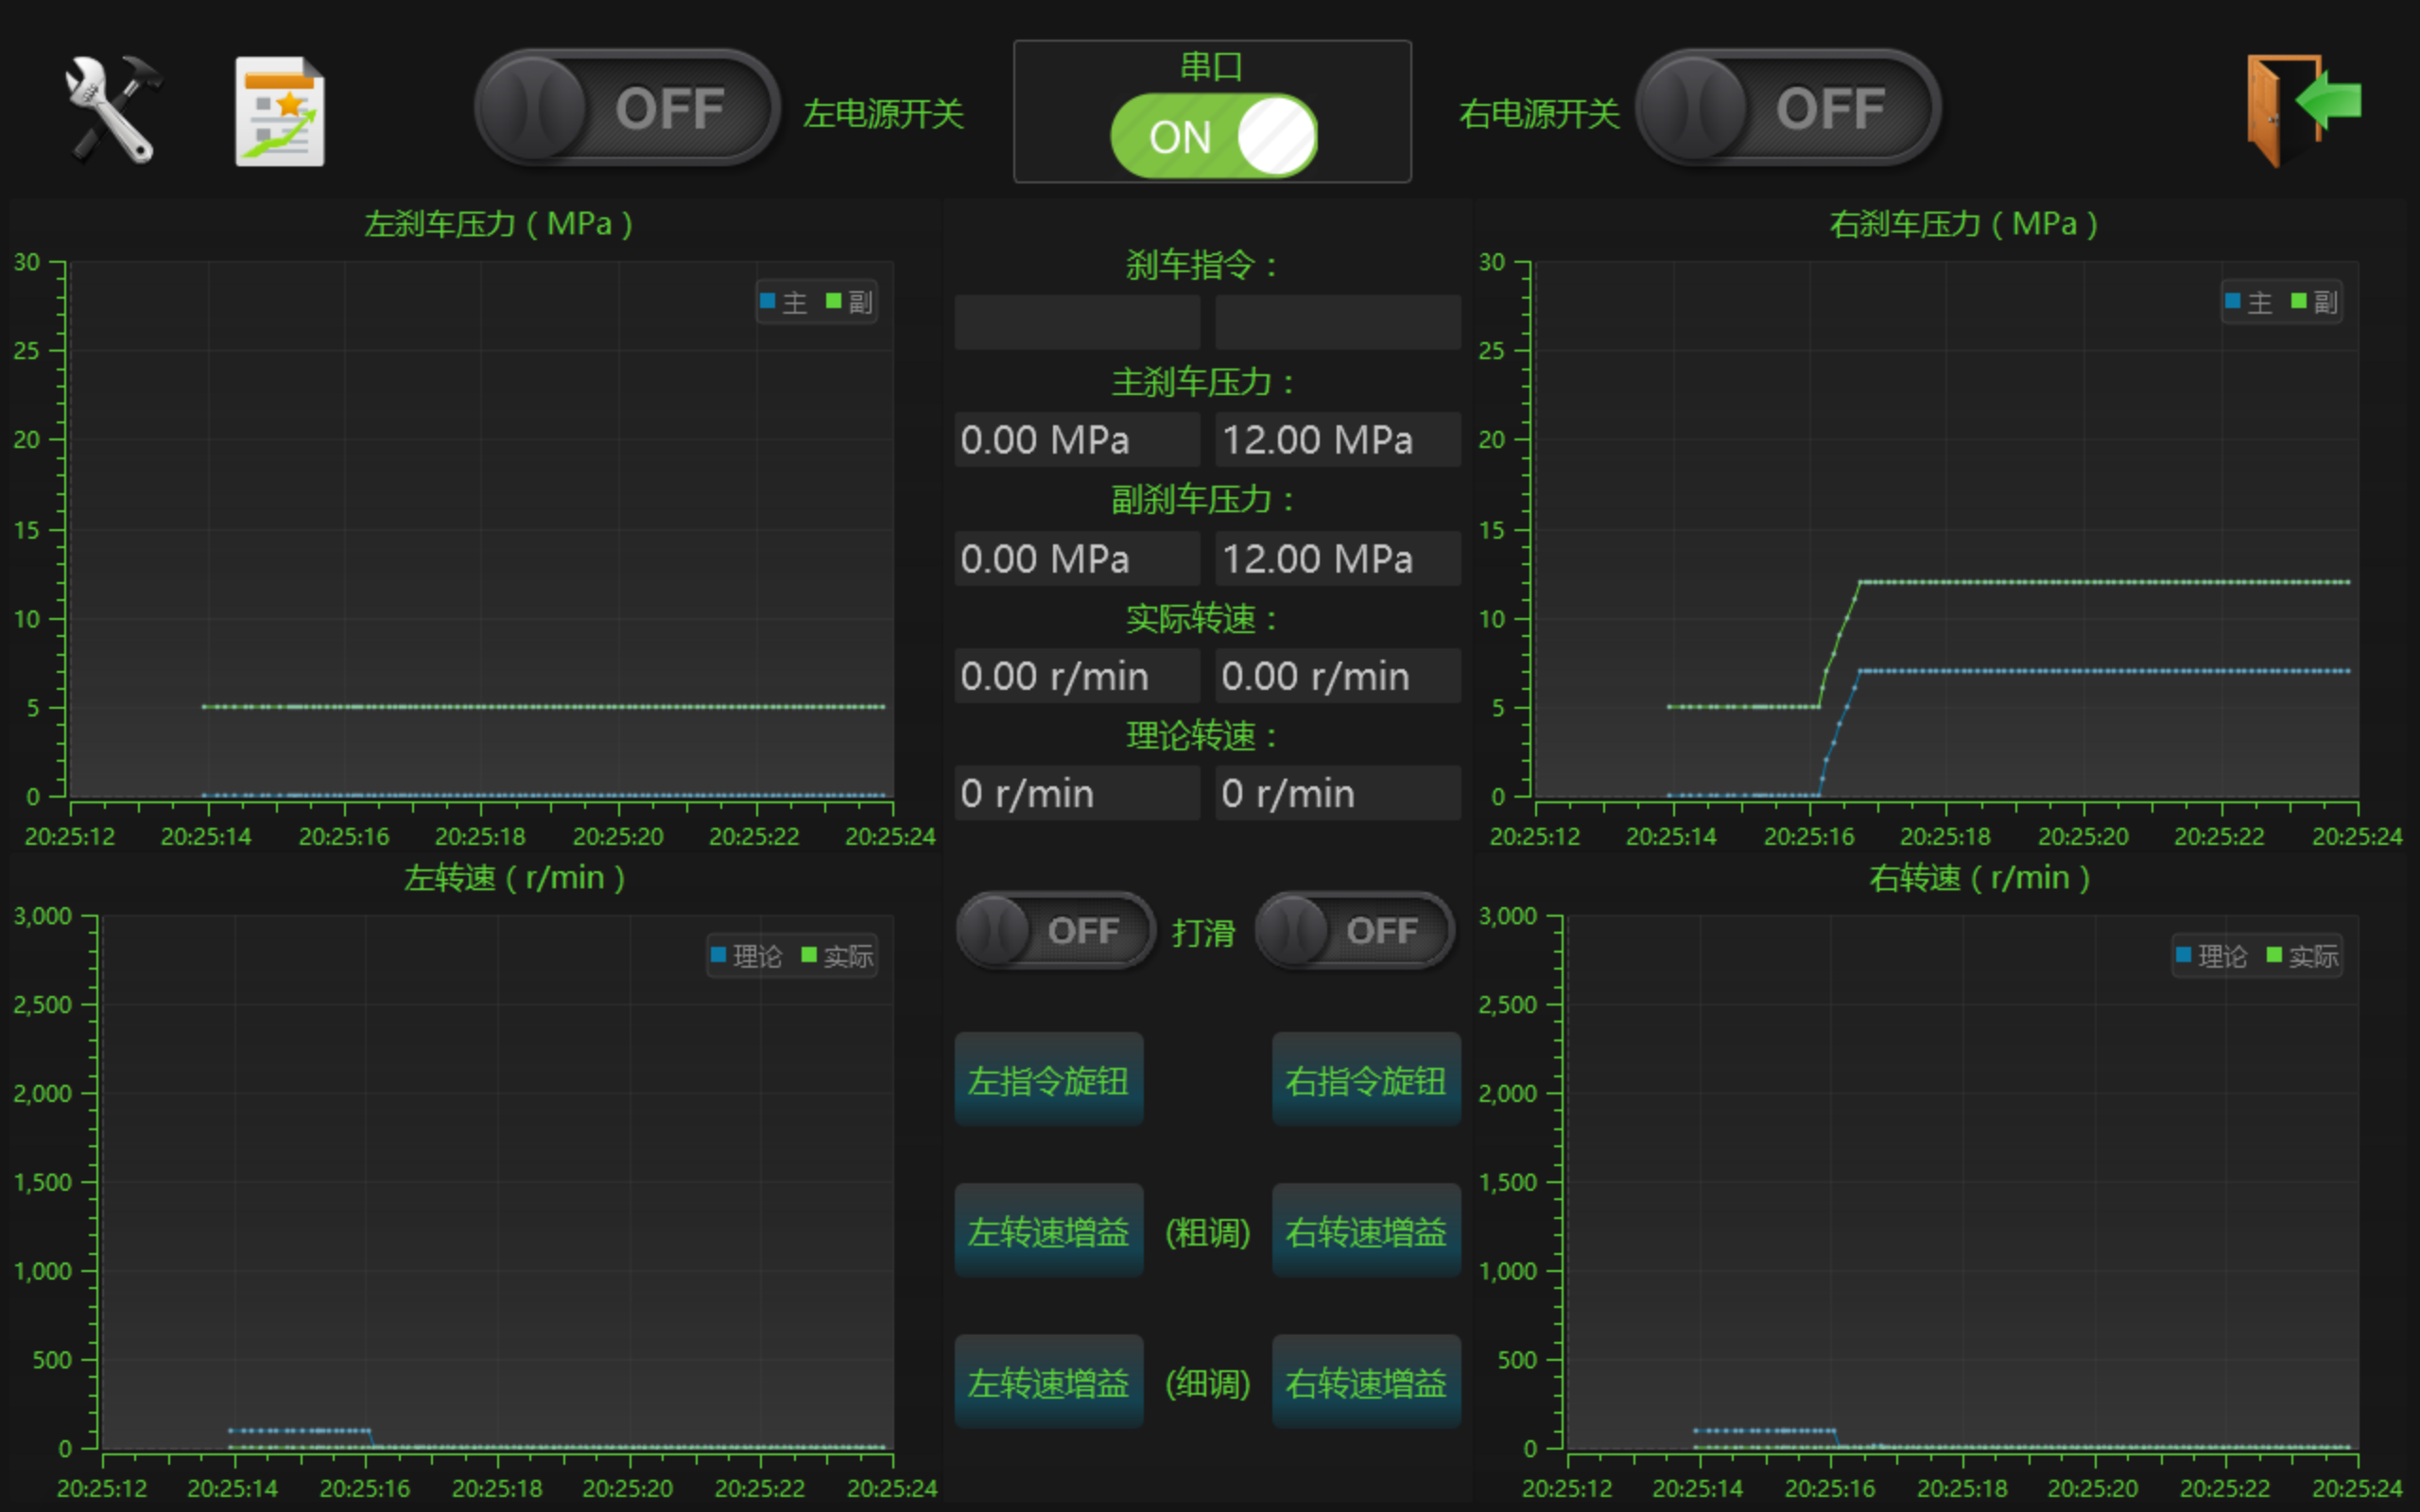 串口
OFF 左电源开关 ON 右电源开关 OFF
左刹车压力（MPa）
30
25
20
15
10
5
0
主 副
20:25:12 20:25:14 20:25:16 20:25:18 20:25:20 20:25:22 20:25:24
左转速（r/min）
3,000
2,500
2,000
1,500
1,000
500
0
理论 实际
20:25:12 20:25:14 20:25:16 20:25:18 20:25:20 20:25:22 20:25:24
刹车指令：
主刹车压力：
0.00 MPa 12.00 MPa
副刹车压力：
0.00 MPa 12.00 MPa
实际转速：
0.00 r/min 0.00 r/min
理论转速：
0 r/min 0 r/min
OFF 打滑 OFF
左指令旋钮 右指令旋钮
左转速增益 (粗调) 右转速增益
左转速增益 (细调) 右转速增益
右刹车压力（MPa）
30
25
20
15
10
5
0
主 副
20:25:12 20:25:14 20:25:16 20:25:18 20:25:20 20:25:22 20:25:24
右转速（r/min）
3,000
2,500
2,000
1,500
1,000
500
0
理论 实际
20:25:12 20:25:14 20:25:16 20:25:18 20:25:20 20:25:22 20:25:24